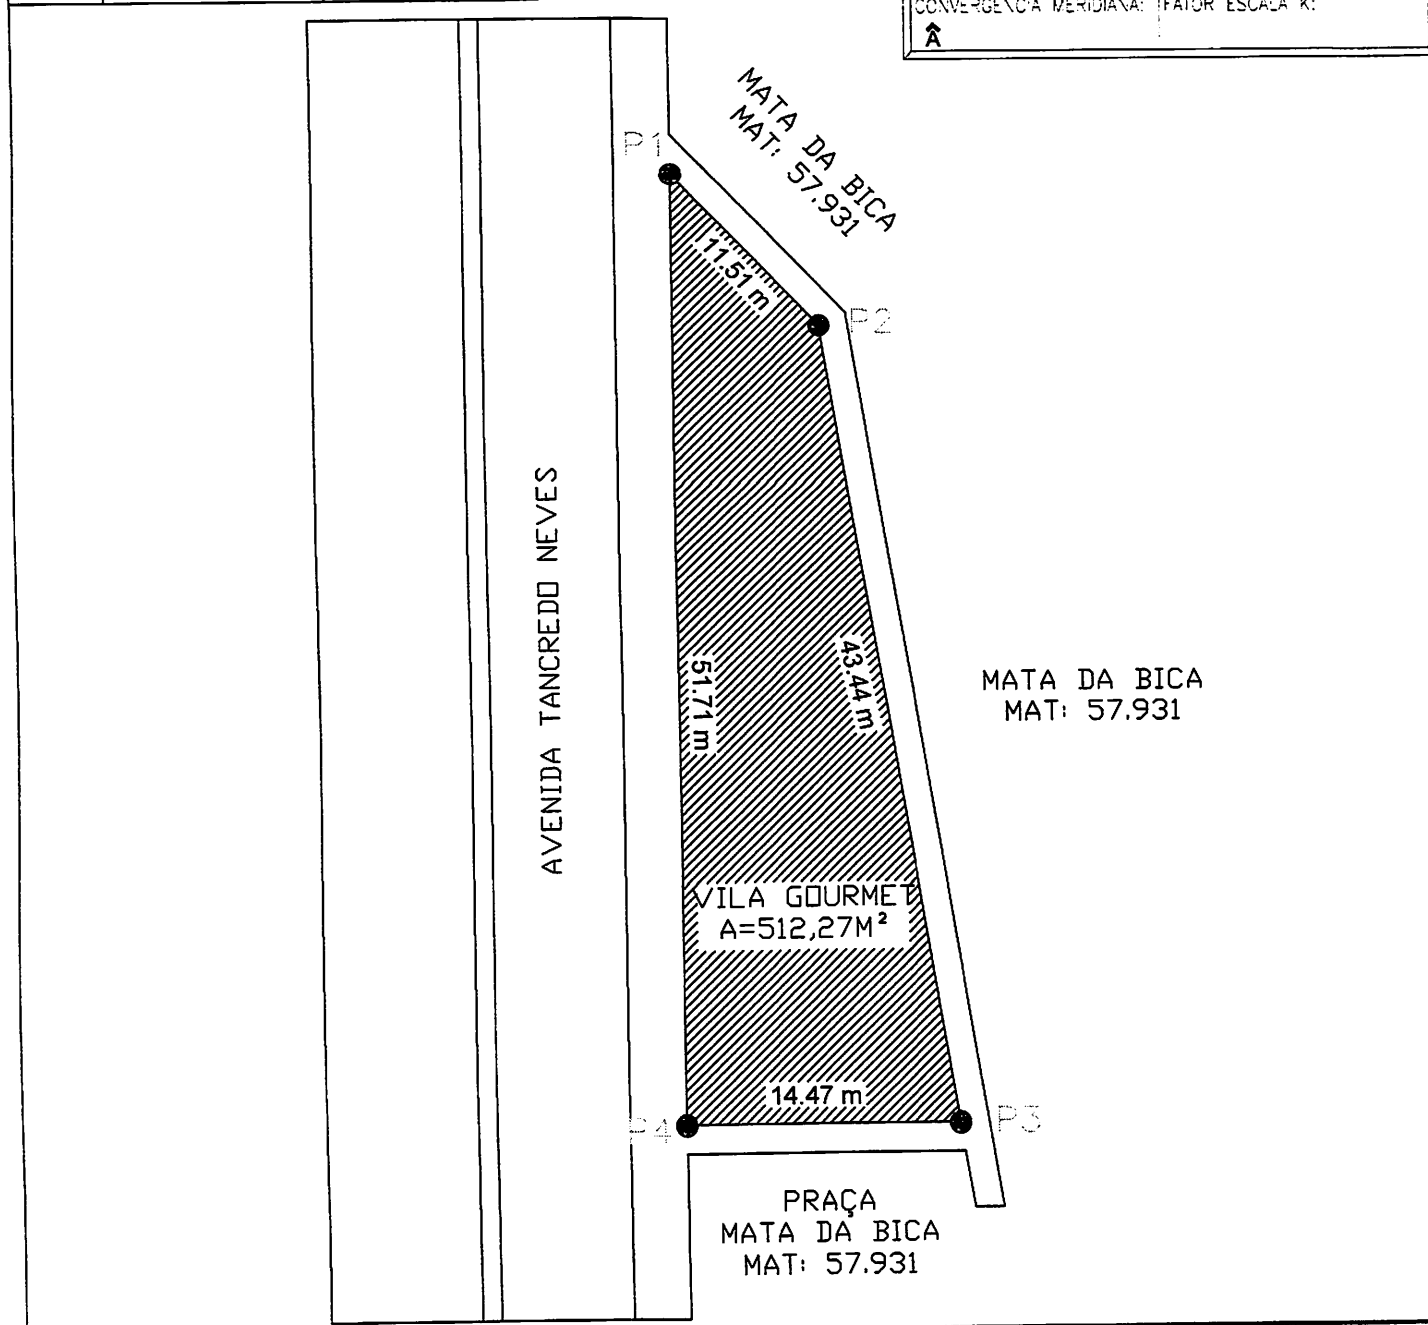 CONVERGÊNCIA MERIDIANA: FATOR ESCALA K:
Â
MATA DA BICA
MAT: 57.931
P1
11.51 m
P2
AVENIDA TANCREDO NEVES
51.71 m
43.44 m
MATA DA BICA
MAT: 57.931
VILA GOURMET
A=512,27M²
14.47 m
P4
P3
PRAÇA
MATA DA BICA
MAT: 57.931